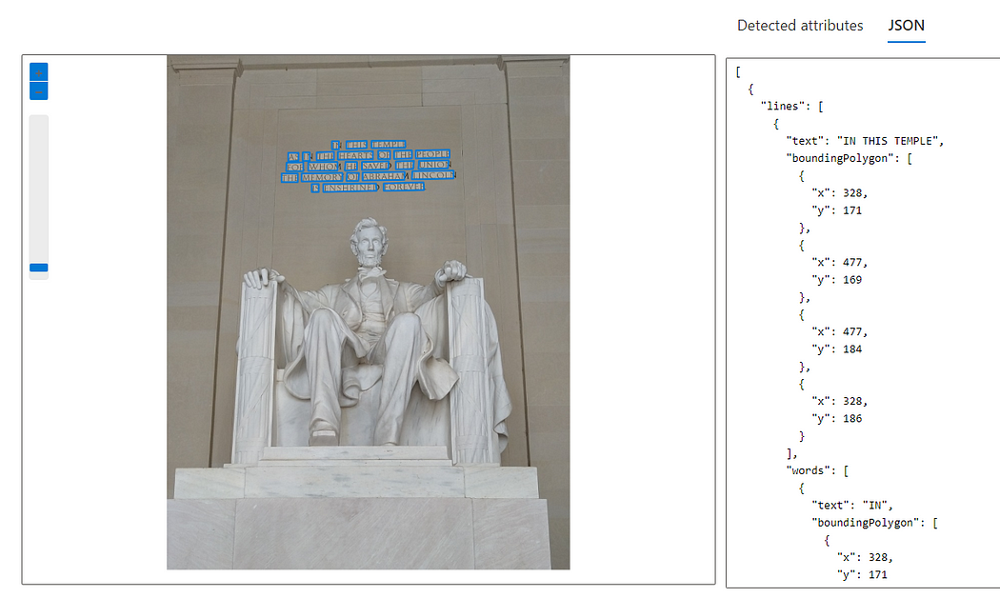 Detected attributes JSON
IN THIS TEMPLE
AS IN THE HEARTS OF THE PEOPLE
FOR WHOM HE SAVED THE UNION
THE MEMORY OF ABRAHAM LINCOLN
IS ENSHRINED FOREVER
[
{
"lines": [
{
"text": "IN THIS TEMPLE",
"boundingPolygon": [
{
"x": 328,
"y": 171
},
{
"x": 477,
"y": 169
},
{
"x": 477,
"y": 184
},
{
"x": 328,
"y": 186
}
],
"words": [
{
"text": "IN",
"boundingPolygon": [
{
"x": 328,
"y": 171